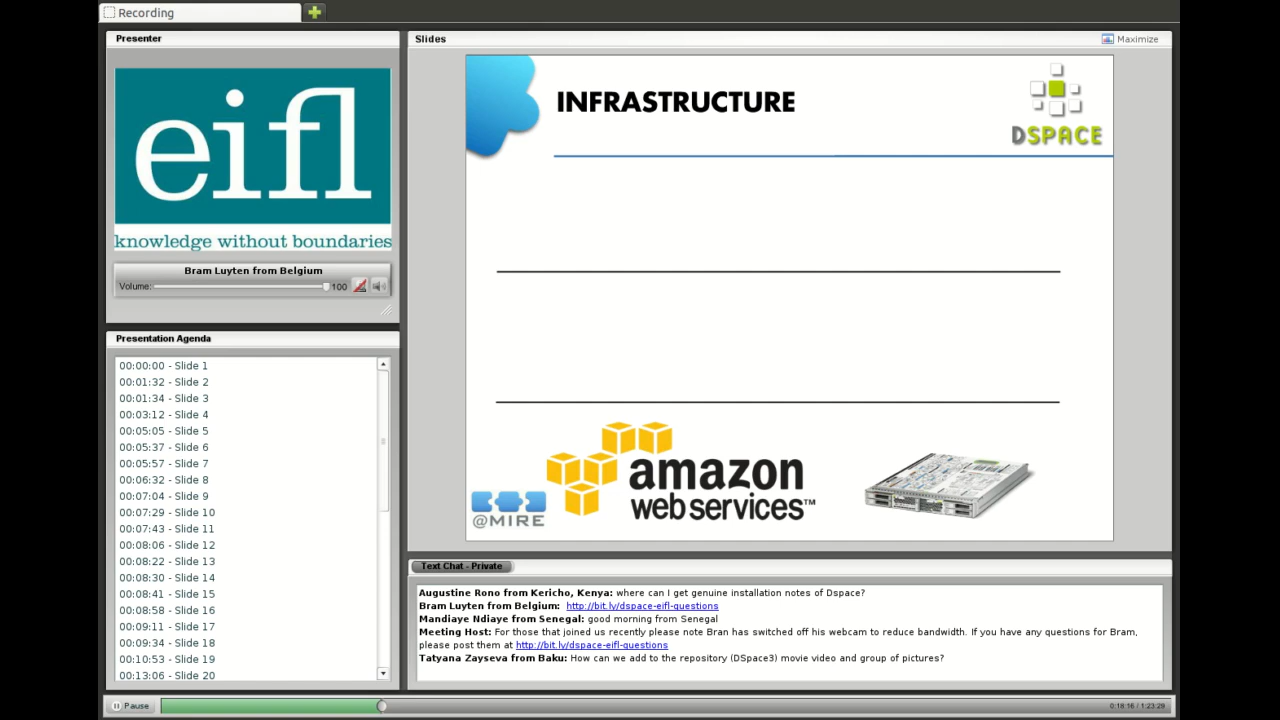 Recording
Presenter
eifl
knowledge without boundaries
Bram Luyten from Belgium
Volume: 100
Presentation Agenda
00:00:00 - Slide 1
00:01:32 - Slide 2
00:01:34 - Slide 3
00:03:12 - Slide 4
00:05:05 - Slide 5
00:05:37 - Slide 6
00:05:57 - Slide 7
00:06:32 - Slide 8
00:07:04 - Slide 9
00:07:29 - Slide 10
00:07:43 - Slide 11
00:08:06 - Slide 12
00:08:22 - Slide 13
00:08:30 - Slide 14
00:08:41 - Slide 15
00:08:58 - Slide 16
00:09:11 - Slide 17
00:09:34 - Slide 18
00:10:53 - Slide 19
00:13:06 - Slide 20
Slides
Maximize
INFRASTRUCTURE
DSPACE
amazon
web services™
@MIRE
Text Chat - Private
Augustine Rono from Kericho, Kenya: where can I get genuine installation notes of Dspace?
Bram Luyten from Belgium: http://bit.ly/dspace-eifl-questions
Mandiaye Ndiaye from Senegal: good morning from Senegal
Meeting Host: For those that joined us recently please note Bran has switched off his webcam to reduce bandwidth. If you have any questions for Bram,
please post them at http://bit.ly/dspace-eifl-questions
Tatyana Zayseva from Baku: How can we add to the repository (DSpace3) movie video and group of pictures?
Pause
0:18:16 / 1:23:29